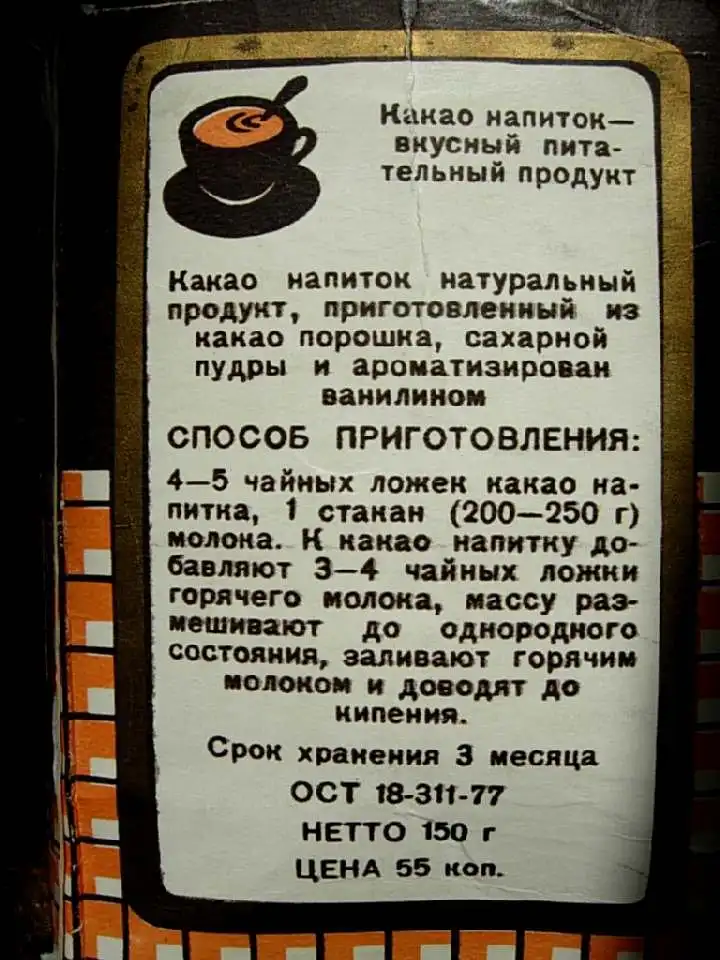 Какао напиток—
вкусный пита-
тельный продукт
Какао напиток натуральный
продукт, приготовленный из
какао порошка, сахарной
пудры и ароматизирован
ванилином
СПОСОБ ПРИГОТОВЛЕНИЯ:
4—5 чайных ложек какао на-
питка, 1 стакан (200—250 г)
молока. К какао напитку до-
бавляют 3—4 чайных ложки
горячего молока, массу раз-
мешивают до однородного
состояния, заливают горячим
молоком и доводят до
кипения.
Срок хранения 3 месяца
ОСТ 18-311-77
НЕТТО 150 г
ЦЕНА 55 коп.